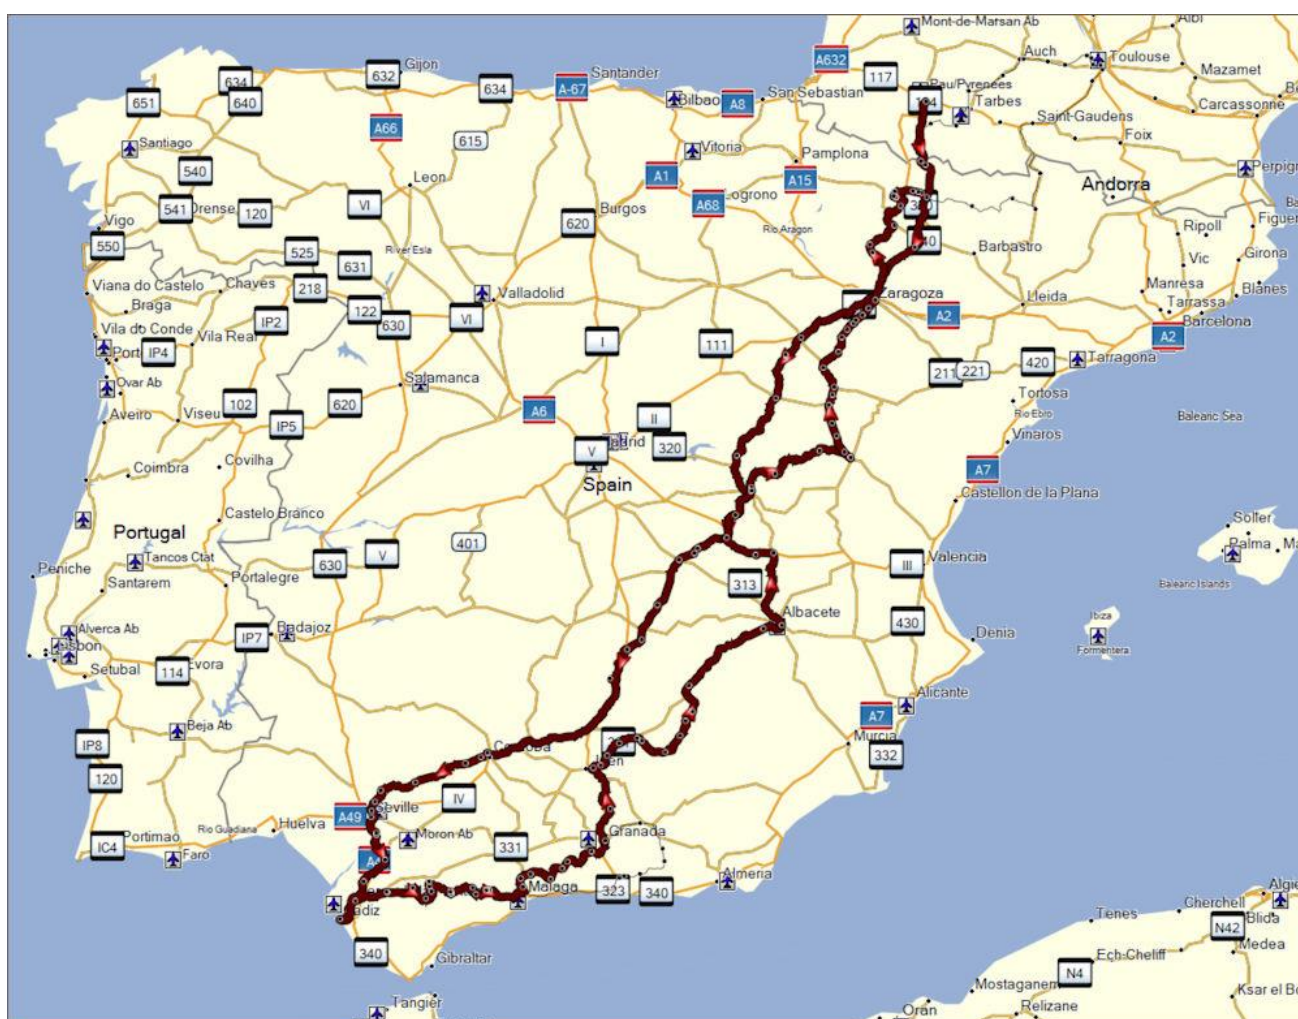 Mont-de-Marsan Ab
Albi
A632
Auch
Toulouse
Gijon
634
632
634
A-67
Santander
117
Pau/Pyrenees
Mazamet
651
640
Bilbao
A8
San Sebastian
Tarbes
Carcassonne
A66
615
Saint-Gaudens
Foix
Santiago
Vitoria
Pamplona
Perpign
540
Leon
A1
A15
Andorra
541
120
VI
A68
Burgos
620
Vigo
550
River Esla
Rio Aragon
Ripoll
Figuer
525
631
Barbastro
Vic
Girona
Viana do Castelo
Chaves
218
Valladolid
Manresa
Blanes
Braga
122
Zaragoza
Lleida
Tarrassa
Vila do Conde
IP2
630
VI
A2
Barcelona
Vila Real
I
111
A2
IP4
211
221
420
Tarragona
Ovar Ab
Salamanca
Tortosa
Aveiro
Viseu
102
620
A6
II
Rio Ebro
Balearic Sea
IP5
V
320
Vinaros
Coimbra
Covilha
A7
Spain
Castellon de la Plana
Castelo Branco
Soller
Portugal
401
Palma
Peniche
Tancos Ctat
630
V
III
Valencia
Santarem
Portalegre
313
Balearic Islands
Albacete
Ibiza
Alverca Ab
IP7
Badajoz
430
Denia
Formentera
Setubal
114
Evora
Alicante
Beja Ab
A7
IP8
Murcia
332
120
IV
Seville
A49
IC4
Portimao
Rio Guadiana
Huelva
Moron Ab
331
Granada
Faro
Malaga
323
340
Almeria
340
Gibraltar
Tenes
Cherchell
Blida
N42
Medea
N4
Ech-Cheliff
Tangier
Mostaganem
Ksar el Bo
Oran
Relizane